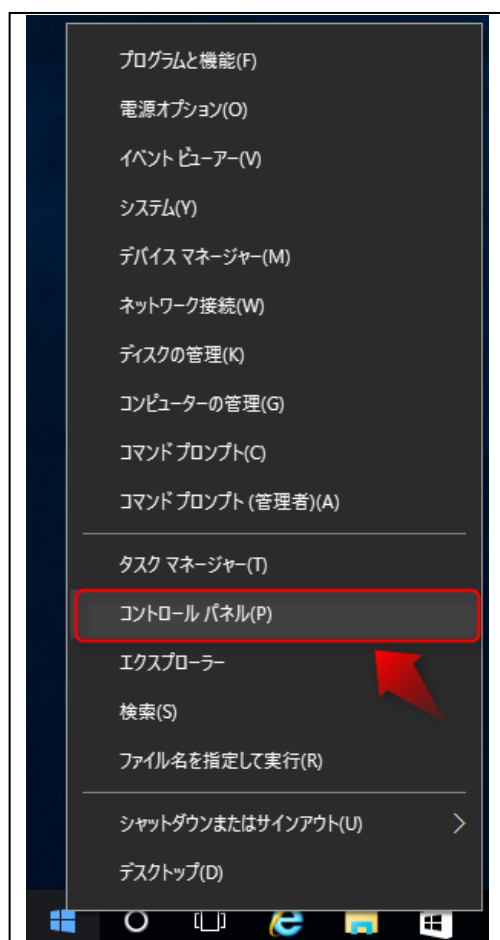 プログラムと機能(F)
電源オプション(O)
イベント ビューアー(V)
システム(Y)
デバイス マネージャー(M)
ネットワーク接続(W)
ディスクの管理(K)
コンピューターの管理(G)
コマンド プロンプト(C)
コマンド プロンプト (管理者)(A)
タスク マネージャー(T)
コントロール パネル(P)
エクスプローラー
検索(S)
ファイル名を指定して実行(R)
シャットダウンまたはサインアウト(U)
デスクトップ(D)